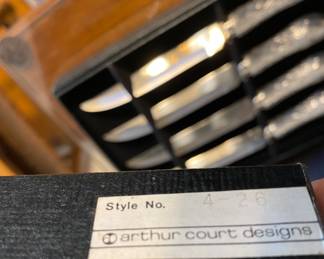 Style No. 4-26
arthur court designs